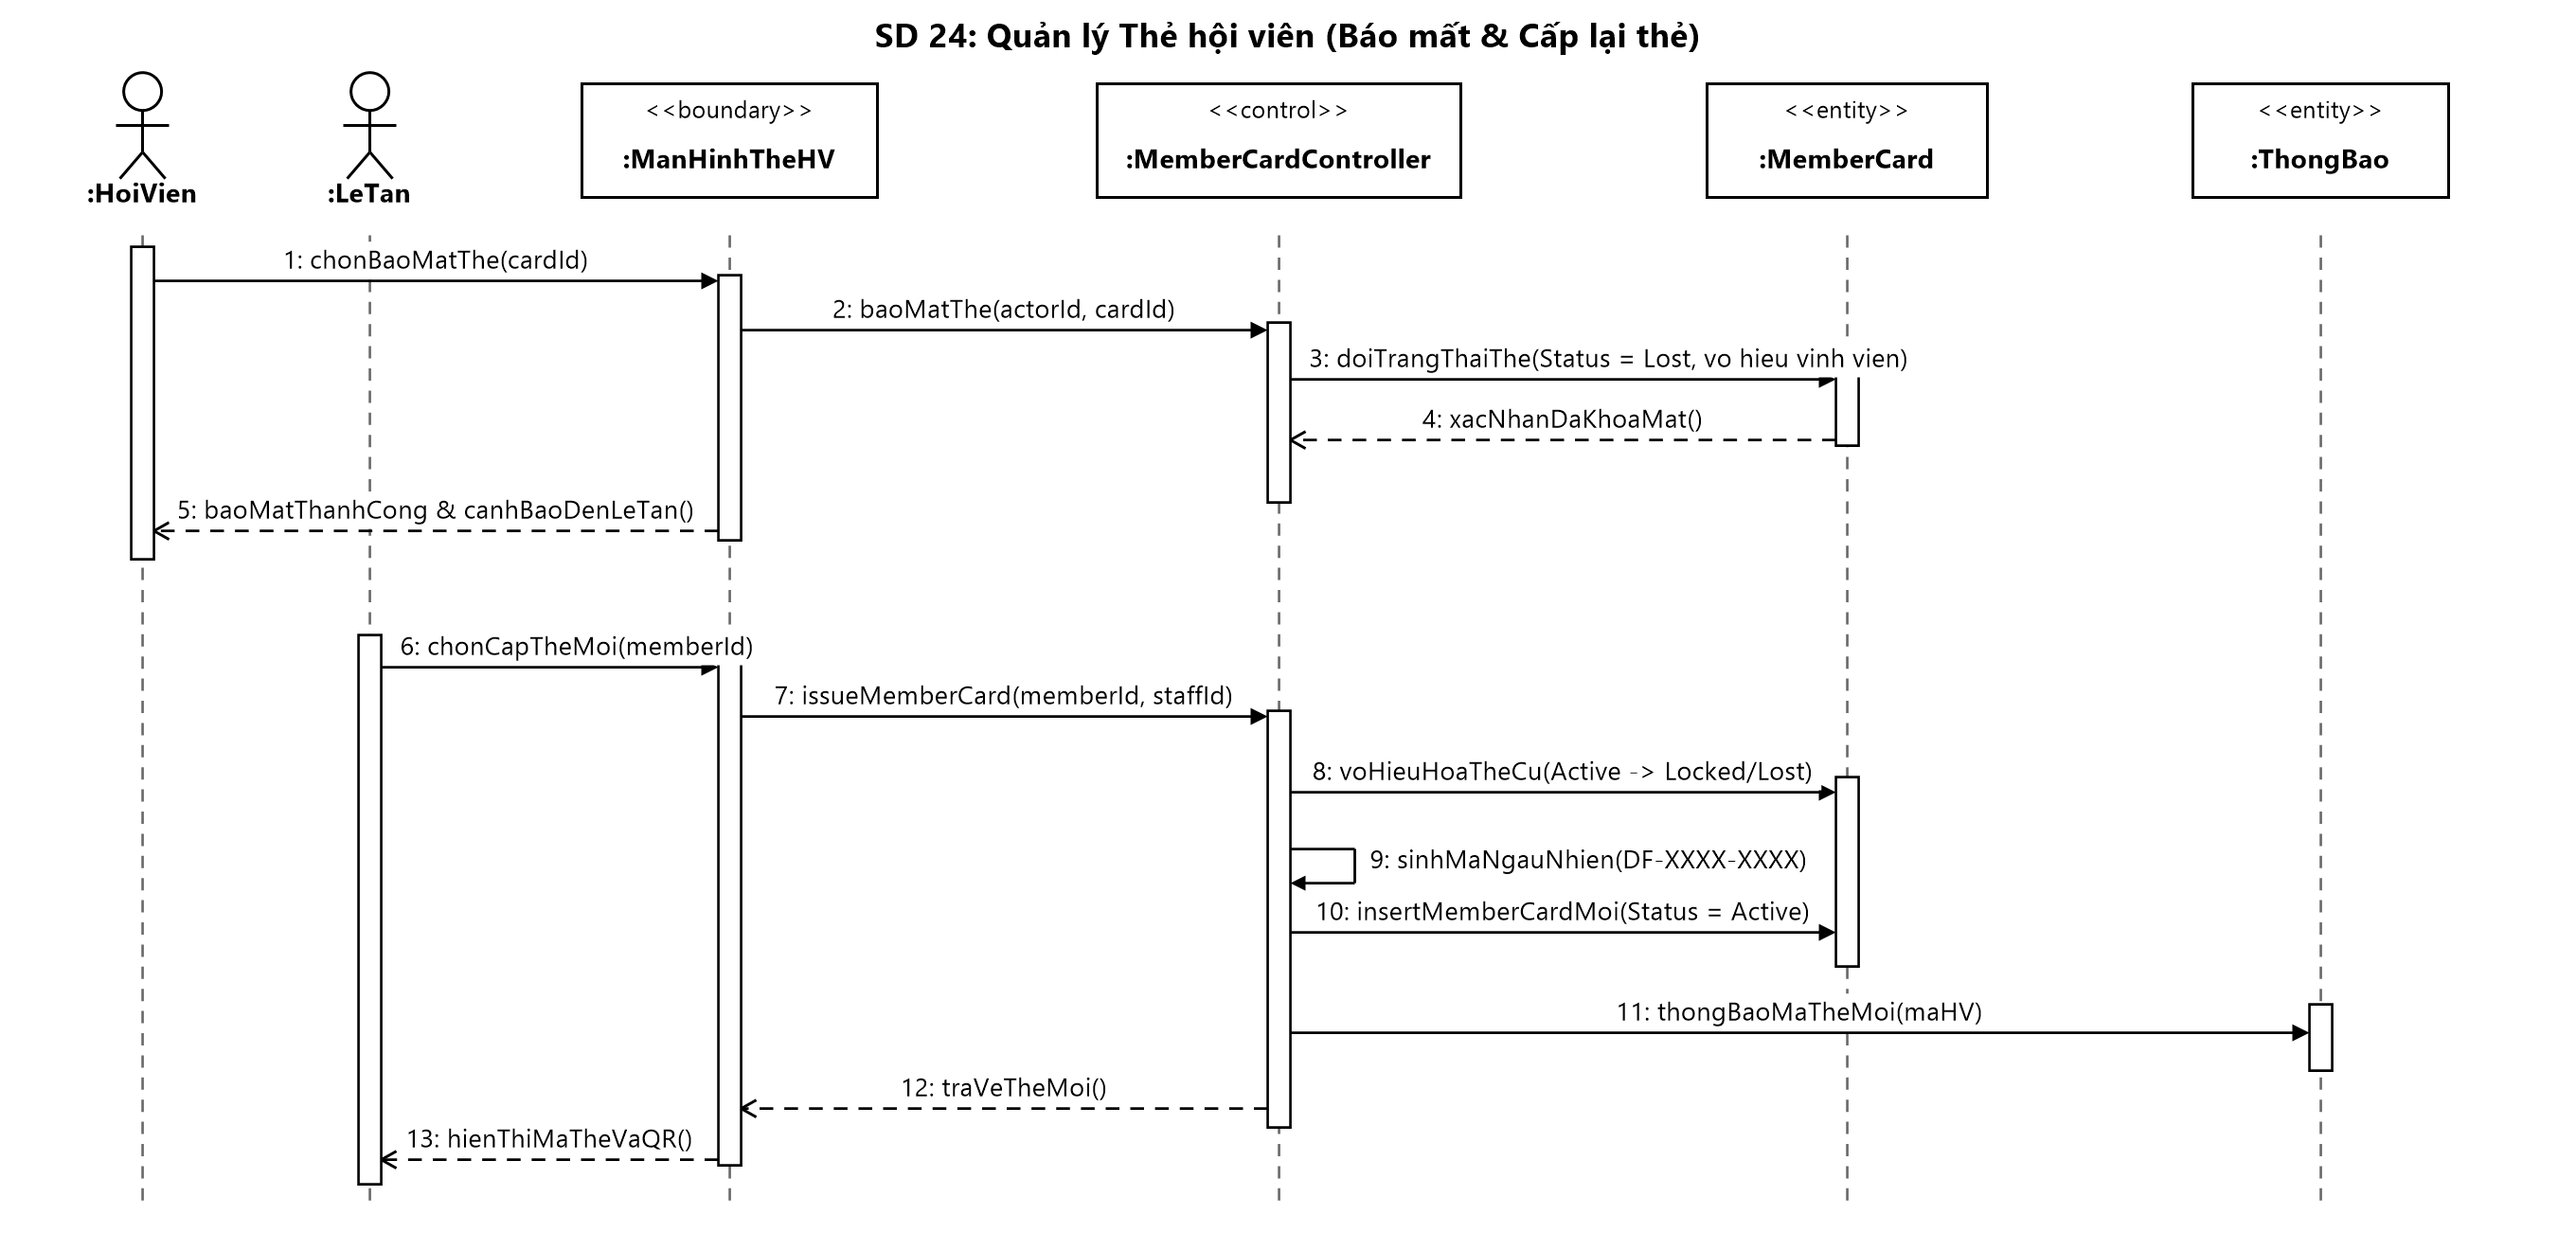 SD 24: Quản lý Thẻ hội viên (Báo mất & Cấp lại thẻ)
:HoiVien
:LeTan
<<boundary>>
:ManHinhTheHV
<<control>>
:MemberCardController
<<entity>>
:MemberCard
<<entity>>
:ThongBao
1: chonBaoMatThe(cardId)
2: baoMatThe(actorId, cardId)
3: doiTrangThaiThe(Status = Lost, vo hieu vinh vien)
4: xacNhanDaKhoaMat()
5: baoMatThanhCong & canhBaoDenLeTan()
6: chonCapTheMoi(memberId)
7: issueMemberCard(memberId, staffId)
8: voHieuHoaTheCu(Active -> Locked/Lost)
9: sinhMaNgauNhien(DF-XXXX-XXXX)
10: insertMemberCardMoi(Status = Active)
11: thongBaoMaTheMoi(maHV)
12: traVeTheMoi()
13: hienThiMaTheVaQR()